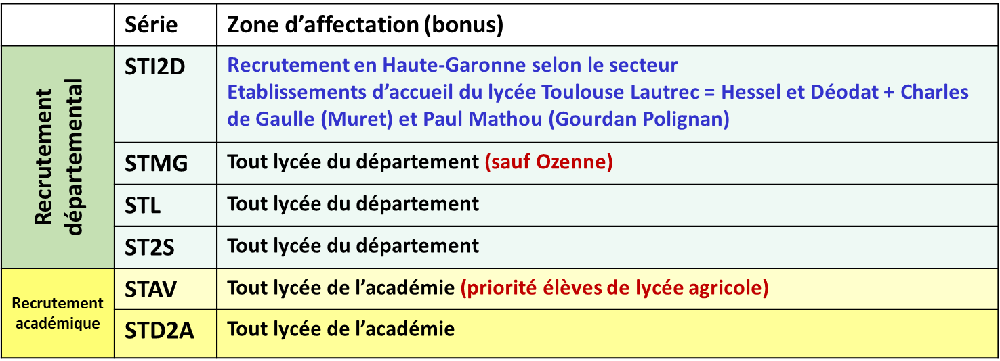 Série
Zone d’affectation (bonus)
Recrutement
départemental
STI2D
Recrutement en Haute-Garonne selon le secteur
Etablissements d’accueil du lycée Toulouse Lautrec = Hessel et Déodat + Charles
de Gaulle (Muret) et Paul Mathou (Gourdan Polignan)
STMG
Tout lycée du département (sauf Ozenne)
STL
Tout lycée du département
ST2S
Tout lycée du département
Recrutement
académique
STAV
Tout lycée de l’académie (priorité élèves de lycée agricole)
STD2A
Tout lycée de l’académie